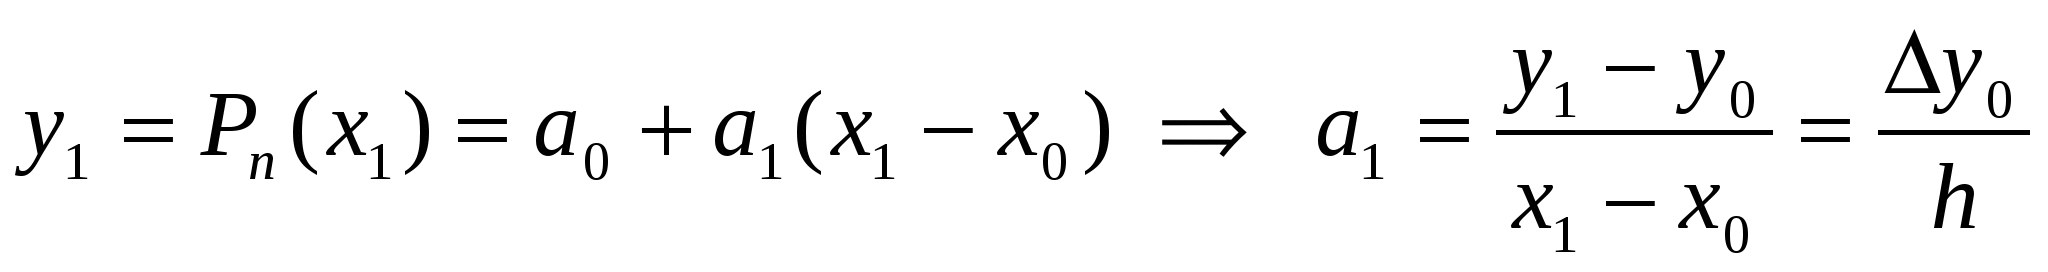 y₁ = Pₙ(x₁) = a₀ + a₁(x₁ − x₀) ⇒ a₁ = (y₁ − y₀)/(x₁ − x₀) = Δy₀/h